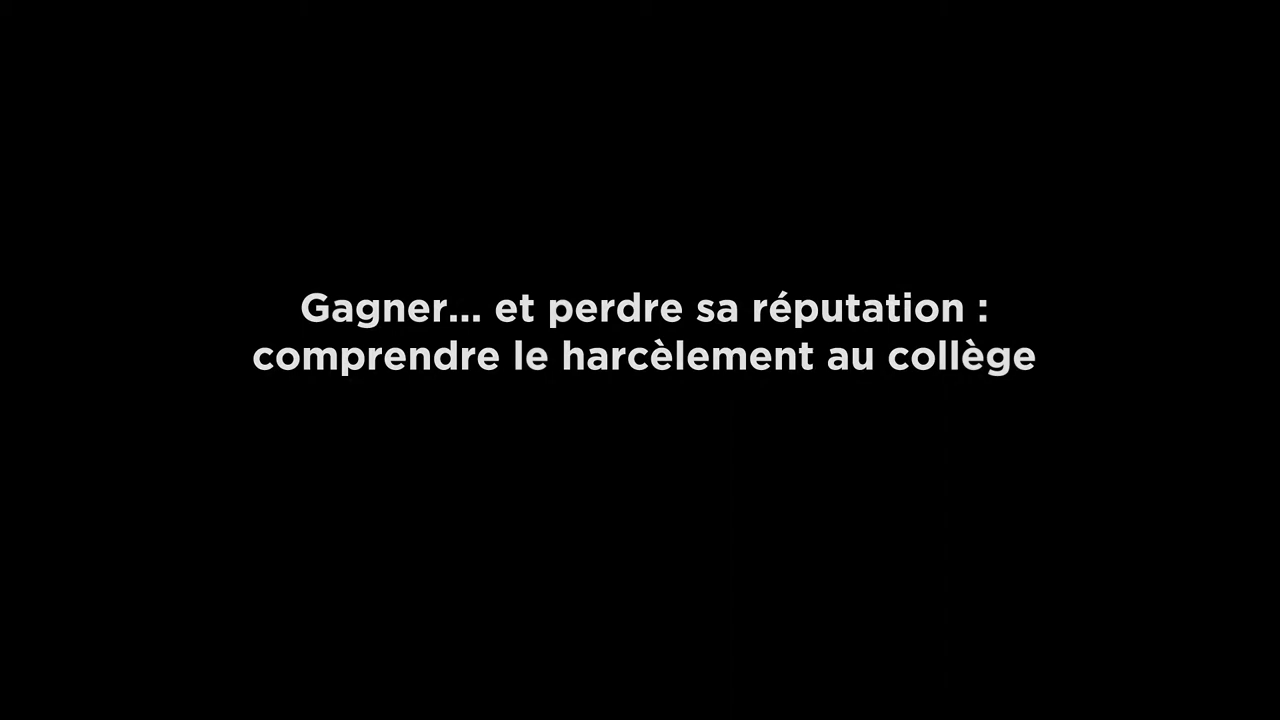 Gagner... et perdre sa réputation :
comprendre le harcèlement au collège